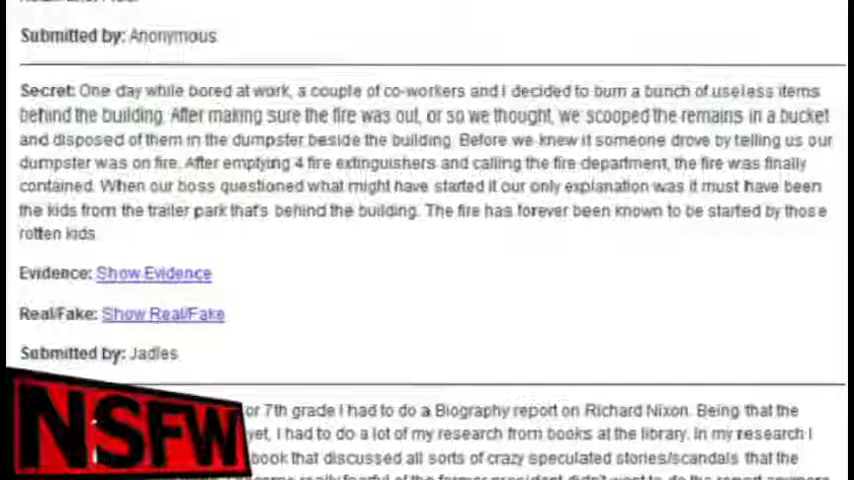 Submitted by: Anonymous
Secret: One day while bored at work, a couple of co-workers and I decided to burn a bunch of useless items
behind the building. After making sure the fire was out, or so we thought, we scooped the remains in a bucket
and disposed of them in the dumpster beside the building. Before we knew it someone drove by telling us our
dumpster was on fire. After emptying 4 fire extinguishers and calling the fire department, the fire was finally
contained. When our boss questioned what might have started it our only explanation was it must have been
the kids from the trailer park that's behind the building. The fire has forever been known to be started by those
rotten kids.
Evidence: Show Evidence
Real/Fake: Show Real/Fake
Submitted by: Jadles
or 7th grade I had to do a Biography report on Richard Nixon. Being that the
yet, I had to do a lot of my research from books at the library. In my research I
book that discussed all sorts of crazy speculated stories/scandals that the
NSFW